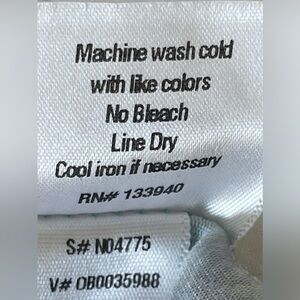 Machine wash cold
with like colors
No Bleach
Line Dry
Cool iron if necessary
RN# 133940
S# N04775
V# OB0035988